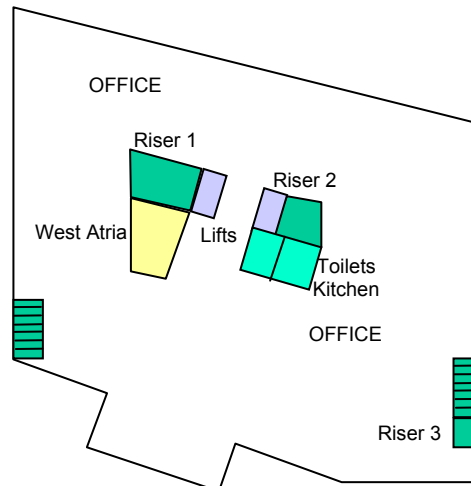 OFFICE
Riser 1
Riser 2
West Atria
Lifts
Toilets
Kitchen
OFFICE
Riser 3